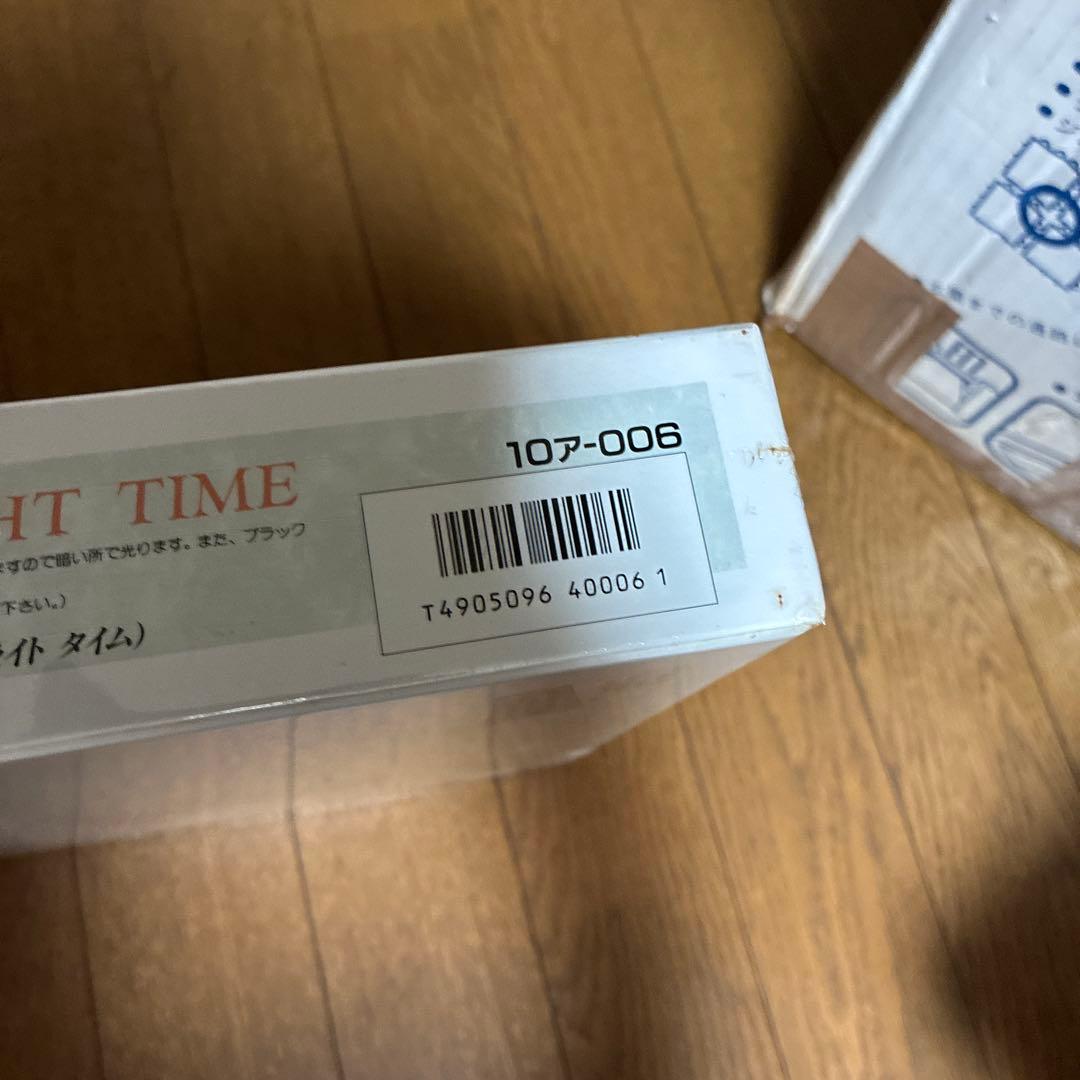 10ア-006
HT TIME
ますので暗い所で光ります。また、ブラック
下さい。）
イト タイム）
T4905096 40006 1